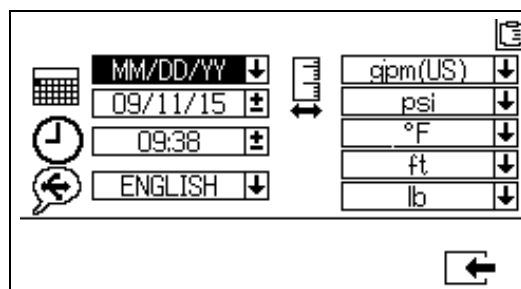 MM/DD/YY
09/11/15
09:38
ENGLISH
gpm(US)
psi
°F
ft
lb